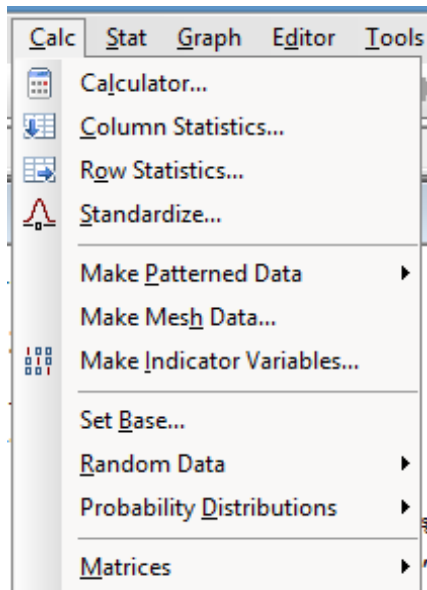 Calc Stat Graph Editor Tools
Calculator...
Column Statistics...
Row Statistics...
Standardize...
Make Patterned Data
Make Mesh Data...
Make Indicator Variables...
Set Base...
Random Data
Probability Distributions
Matrices